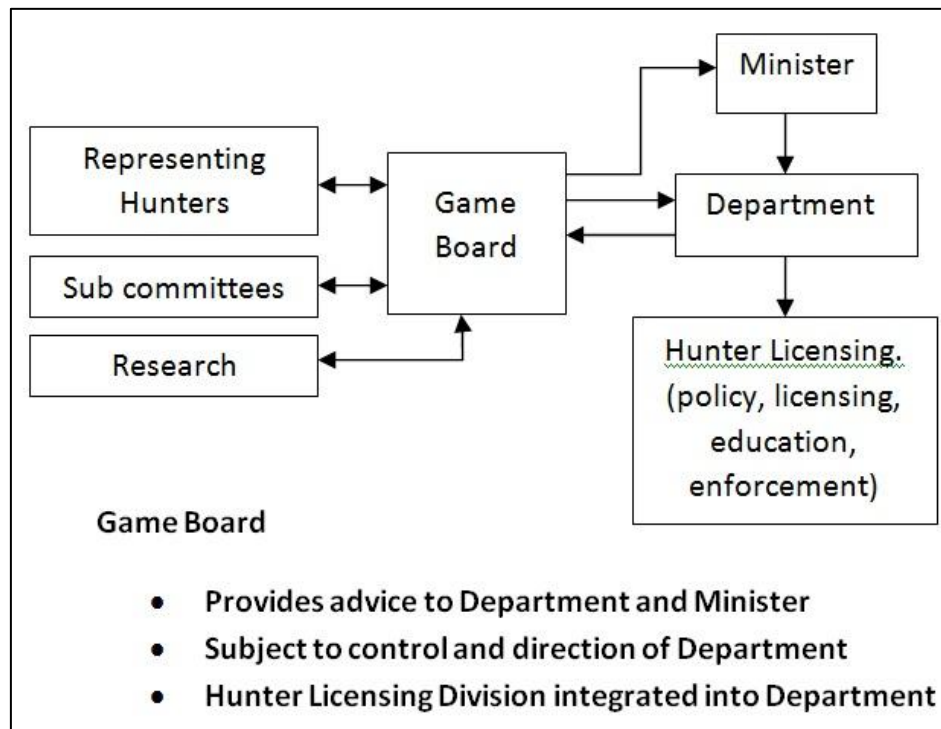 Minister
Representing
Hunters
Game
Board
Department
Sub committees
Research
Hunter Licensing.
(policy, licensing,
education,
enforcement)
Game Board
• Provides advice to Department and Minister
• Subject to control and direction of Department
• Hunter Licensing Division integrated into Department